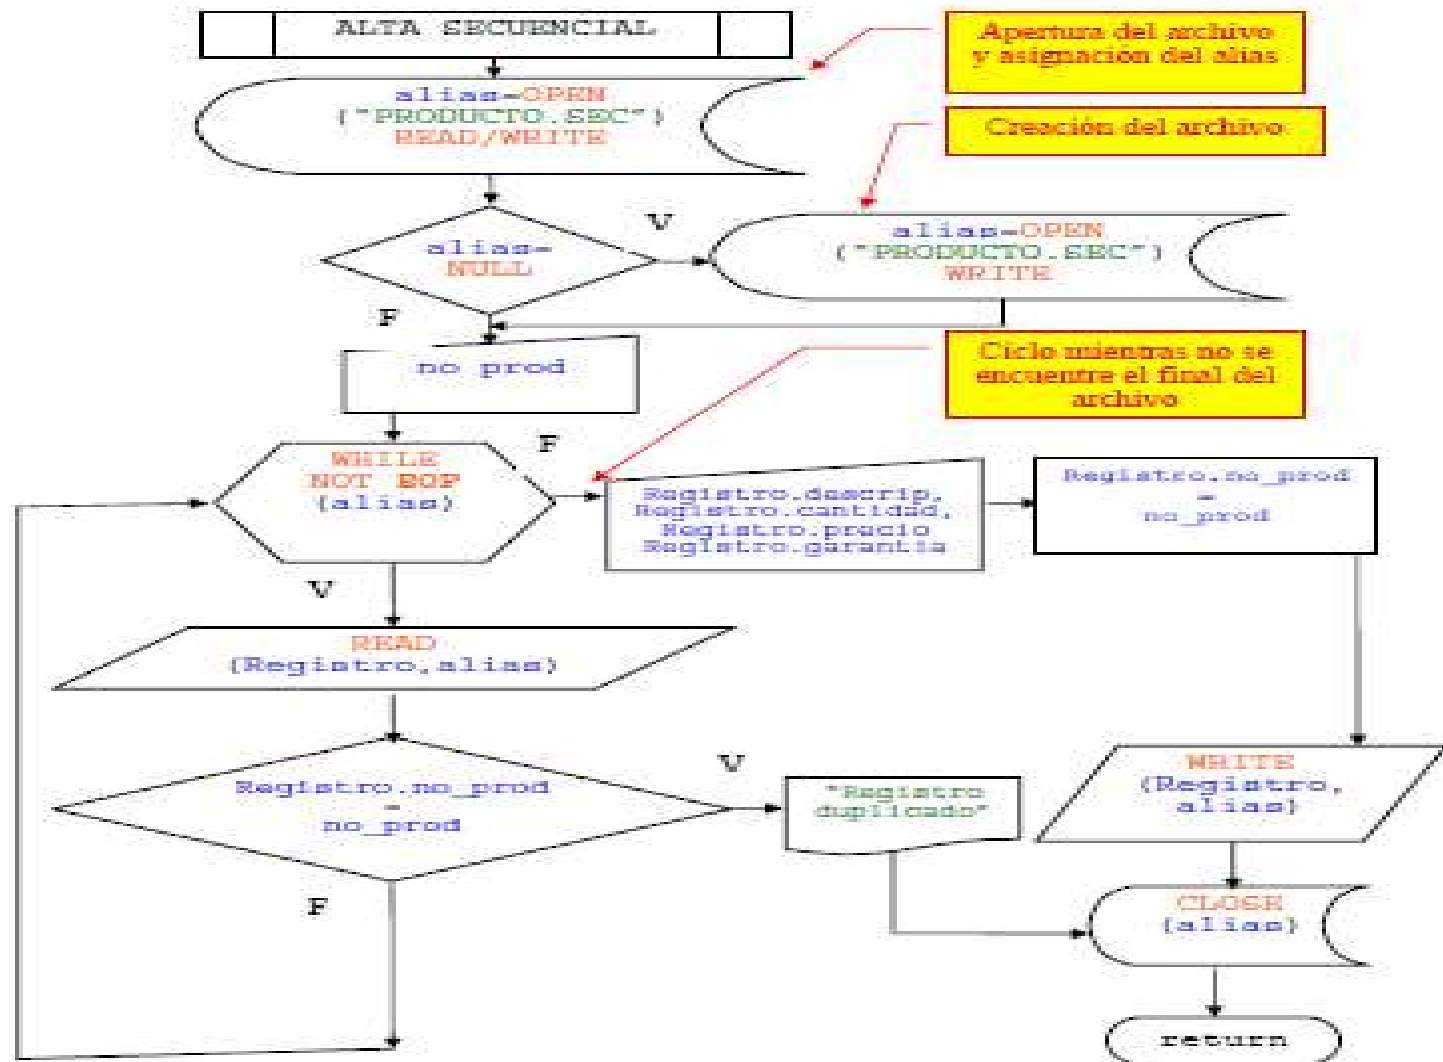 ALTA SECUENCIAL
Apertura del archivo
y asignación del alias
alias=OPEN
("PRODUCTO.SEC")
READ/WRITE
Creación del archivo
V
alias=OPEN
("PRODUCTO.SEC")
WRITE
alias=
NULL
F
Ciclo mientras no se
encuentre el final del
archivo
no prod
F
WHILE
NOT EOF
(alias)
Registro.descrip,
Registro.cantidad,
Registro.precio
Registro.garantia
Registro.no_prod
=
no_prod
V
READ
(Registro,alias)
Registro.no_prod
=
no_prod
V
"Registro
duplicado"
WRITE
(Registro,
alias)
F
CLOSE
(alias)
return